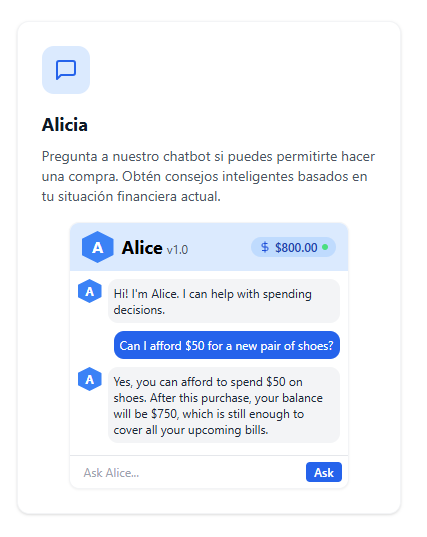 Alicia
Pregunta a nuestro chatbot si puedes permitirte hacer
una compra. Obtén consejos inteligentes basados en
tu situación financiera actual.
A Alice v1.0 $ $800.00
A
Hi! I'm Alice. I can help with spending
decisions.
Can I afford $50 for a new pair of shoes?
A
Yes, you can afford to spend $50 on
shoes. After this purchase, your balance
will be $750, which is still enough to
cover all your upcoming bills.
Ask Alice... Ask